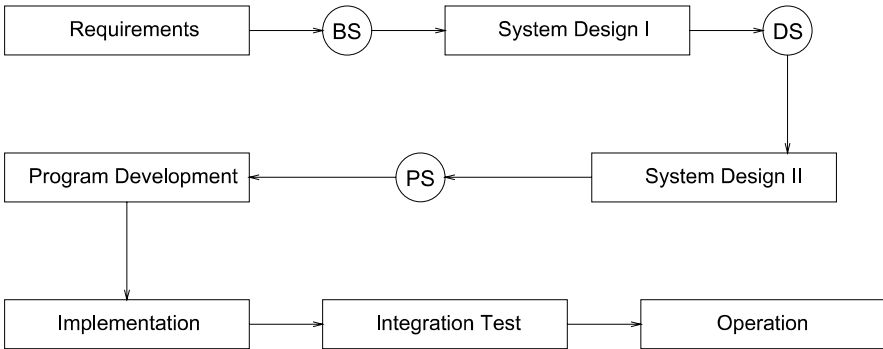 Requirements
BS
System Design I
DS
Program Development
PS
System Design II
Implementation
Integration Test
Operation